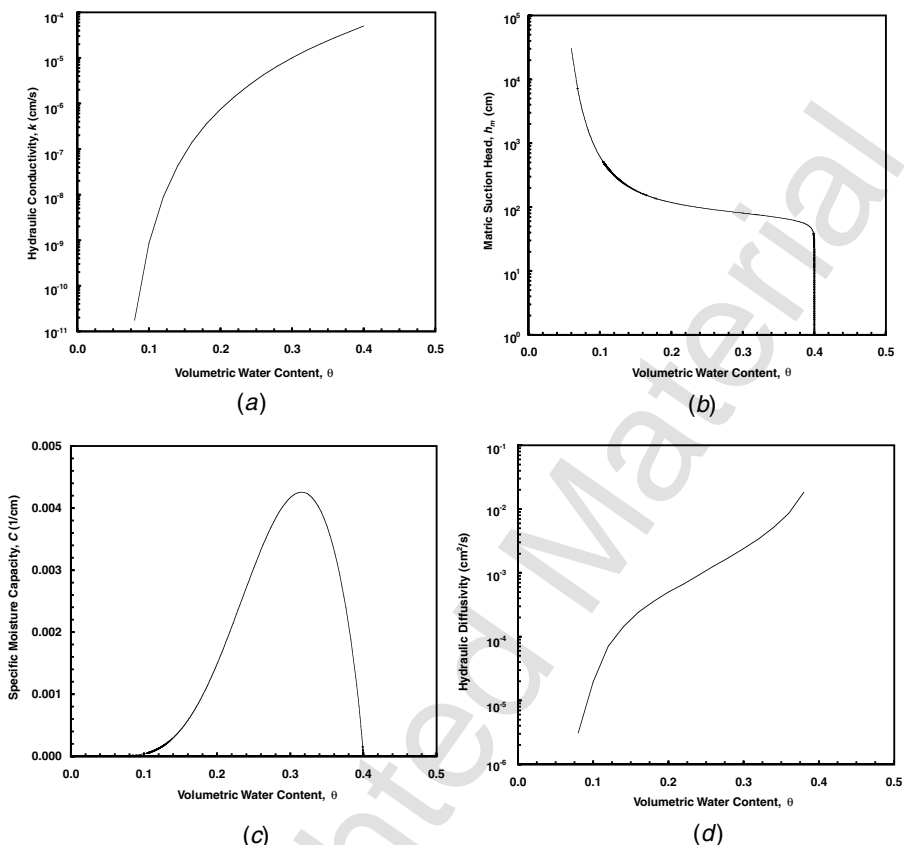 10⁻⁴
10⁻⁵
10⁻⁶
10⁻⁷
10⁻⁸
10⁻⁹
10⁻¹⁰
10⁻¹¹
Hydraulic Conductivity, k (cm/s)
0.0 0.1 0.2 0.3 0.4 0.5
Volumetric Water Content, θ
(a)
10⁵
10⁴
10³
10²
10¹
10⁰
Matric Suction Head, hₘ (cm)
0.0 0.1 0.2 0.3 0.4 0.5
Volumetric Water Content, θ
(b)
0.005
0.004
0.003
0.002
0.001
0.000
Specific Moisture Capacity, C (1/cm)
0.0 0.1 0.2 0.3 0.4 0.5
Volumetric Water Content, θ
(c)
10⁻¹
10⁻²
10⁻³
10⁻⁴
10⁻⁵
10⁻⁶
Hydraulic Diffusivity (cm²/s)
0.0 0.1 0.2 0.3 0.4 0.5
Volumetric Water Content, θ
(d)
hted Material